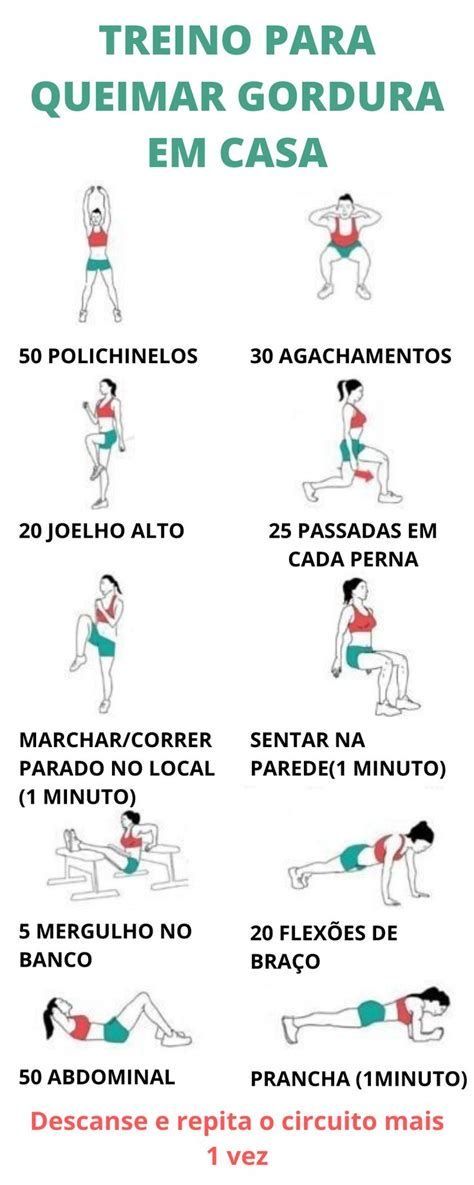 TREINO PARA
QUEIMAR GORDURA
EM CASA
50 POLICHINELOS
30 AGACHAMENTOS
20 JOELHO ALTO
25 PASSADAS EM
CADA PERNA
MARCHAR/CORRER
PARADO NO LOCAL
(1 MINUTO)
SENTAR NA
PAREDE(1 MINUTO)
5 MERGULHO NO
BANCO
20 FLEXÕES DE
BRAÇO
50 ABDOMINAL
PRANCHA (1MINUTO)
Descanse e repita o circuito mais
1 vez